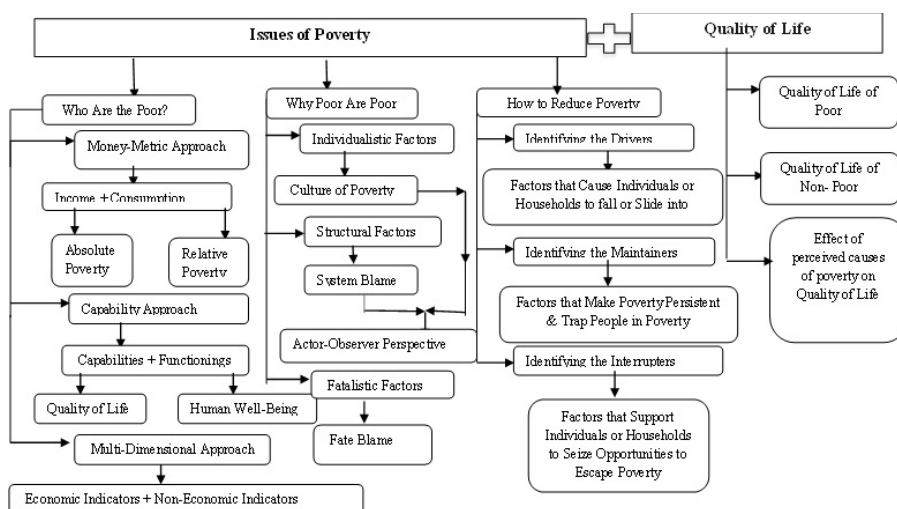 Issues of Poverty
Quality of Life
Who Are the Poor?
Money-Metric Approach
Income + Consumption
Absolute
Poverty
Relative
Poverty
Capability Approach
Capabilities + Functionings
Quality of Life
Human Well-Being
Multi-Dimensional Approach
Economic Indicators + Non-Economic Indicators
Why Poor Are Poor
Individualistic Factors
Culture of Poverty
Structural Factors
System Blame
Actor-Observer Perspective
Fatalistic Factors
Fate Blame
How to Reduce Poverty
Identifying the Drivers
Factors that Cause Individuals or
Households to fall or Slide into
Identifying the Maintainers
Factors that Make Poverty Persistent
& Trap People in Poverty
Identifying the Interrupters
Factors that Support
Individuals or Households
to Seize Opportunities to
Escape Poverty
Quality of Life of
Poor
Quality of Life of
Non- Poor
Effect of
perceived causes
of poverty on
Quality of Life